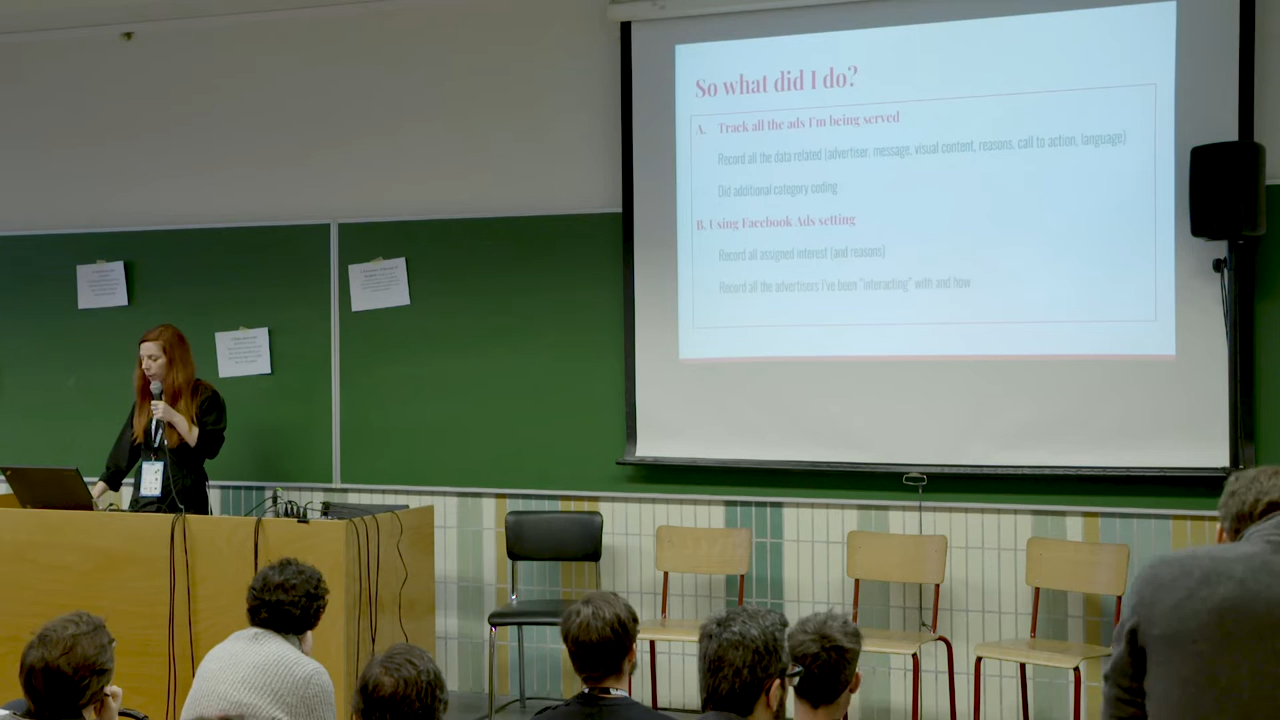 So what did I do?
A. Track all the ads I'm being served
Record all the data related (advertiser, message, visual content, reasons, call to action, language)
Did additional category coding
B. Using Facebook Ads setting
Record all assigned interest (and reasons)
Record all the advertisers I've been "interacting" with and how